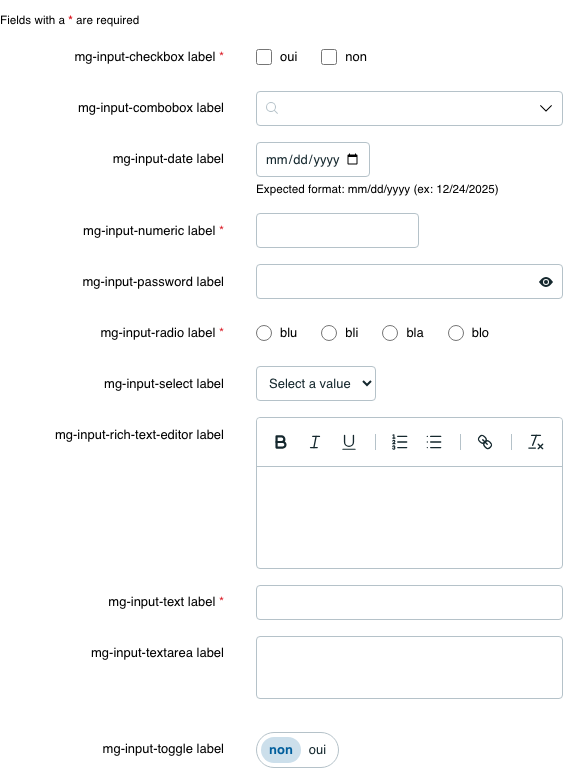 Fields with a * are required
mg-input-checkbox label * oui non
mg-input-combobox label
mg-input-date label mm/dd/yyyy
Expected format: mm/dd/yyyy (ex: 12/24/2025)
mg-input-numeric label *
mg-input-password label
mg-input-radio label * blu bli bla blo
mg-input-select label Select a value
mg-input-rich-text-editor label B I U
mg-input-text label *
mg-input-textarea label
mg-input-toggle label non oui